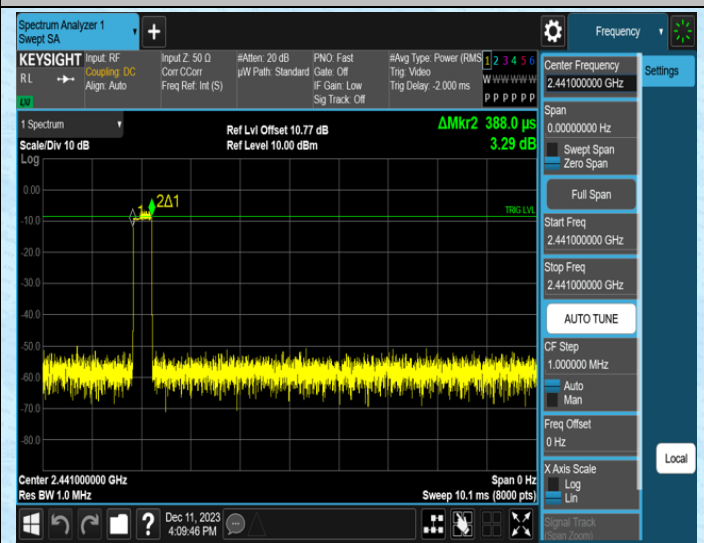 Spectrum Analyzer 1
Swept SA
+
Frequency
KEYSIGHT
RL
LXI
Input: RF
Coupling: DC
Align: Auto
Input Z: 50 Ω
Corr CCorr
Freq Ref: Int (S)
#Atten: 20 dB
µW Path: Standard
PNO: Fast
Gate: Off
IF Gain: Low
Sig Track: Off
#Avg Type: Power (RMS
Trig: Video
Trig Delay: -2.000 ms
1 2 3 4 5 6
W W W W W W
P P P P P P
Center Frequency
2.441000000 GHz
Settings
Span
0.00000000 Hz
Swept Span
Zero Span
Full Span
Start Freq
2.441000000 GHz
Stop Freq
2.441000000 GHz
AUTO TUNE
CF Step
1.000000 MHz
Auto
Man
Freq Offset
0 Hz
X Axis Scale
Log
Lin
Signal Track
(Span Zoom)
Local
1 Spectrum
Scale/Div 10 dB
Log
Ref Lvl Offset 10.77 dB
Ref Level 10.00 dBm
ΔMkr2 388.0 µs
3.29 dB
0.00
-10.0
-20.0
-30.0
-50.0
-60.0
-70.0
-80.0
1
2Δ1
TRIG LVL
Center 2.441000000 GHz
Res BW 1.0 MHz
Span 0 Hz
Sweep 10.1 ms (8000 pts)
?
Dec 11, 2023
4:09:46 PM